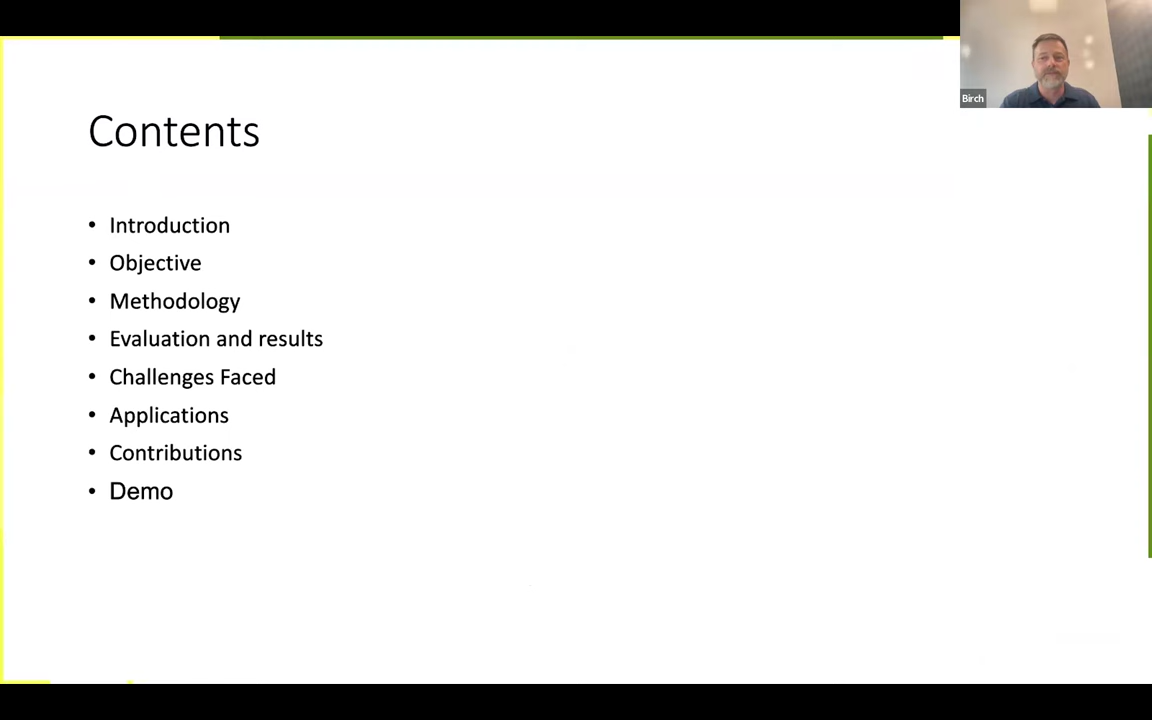 Contents
• Introduction
• Objective
• Methodology
• Evaluation and results
• Challenges Faced
• Applications
• Contributions
• Demo
Birch